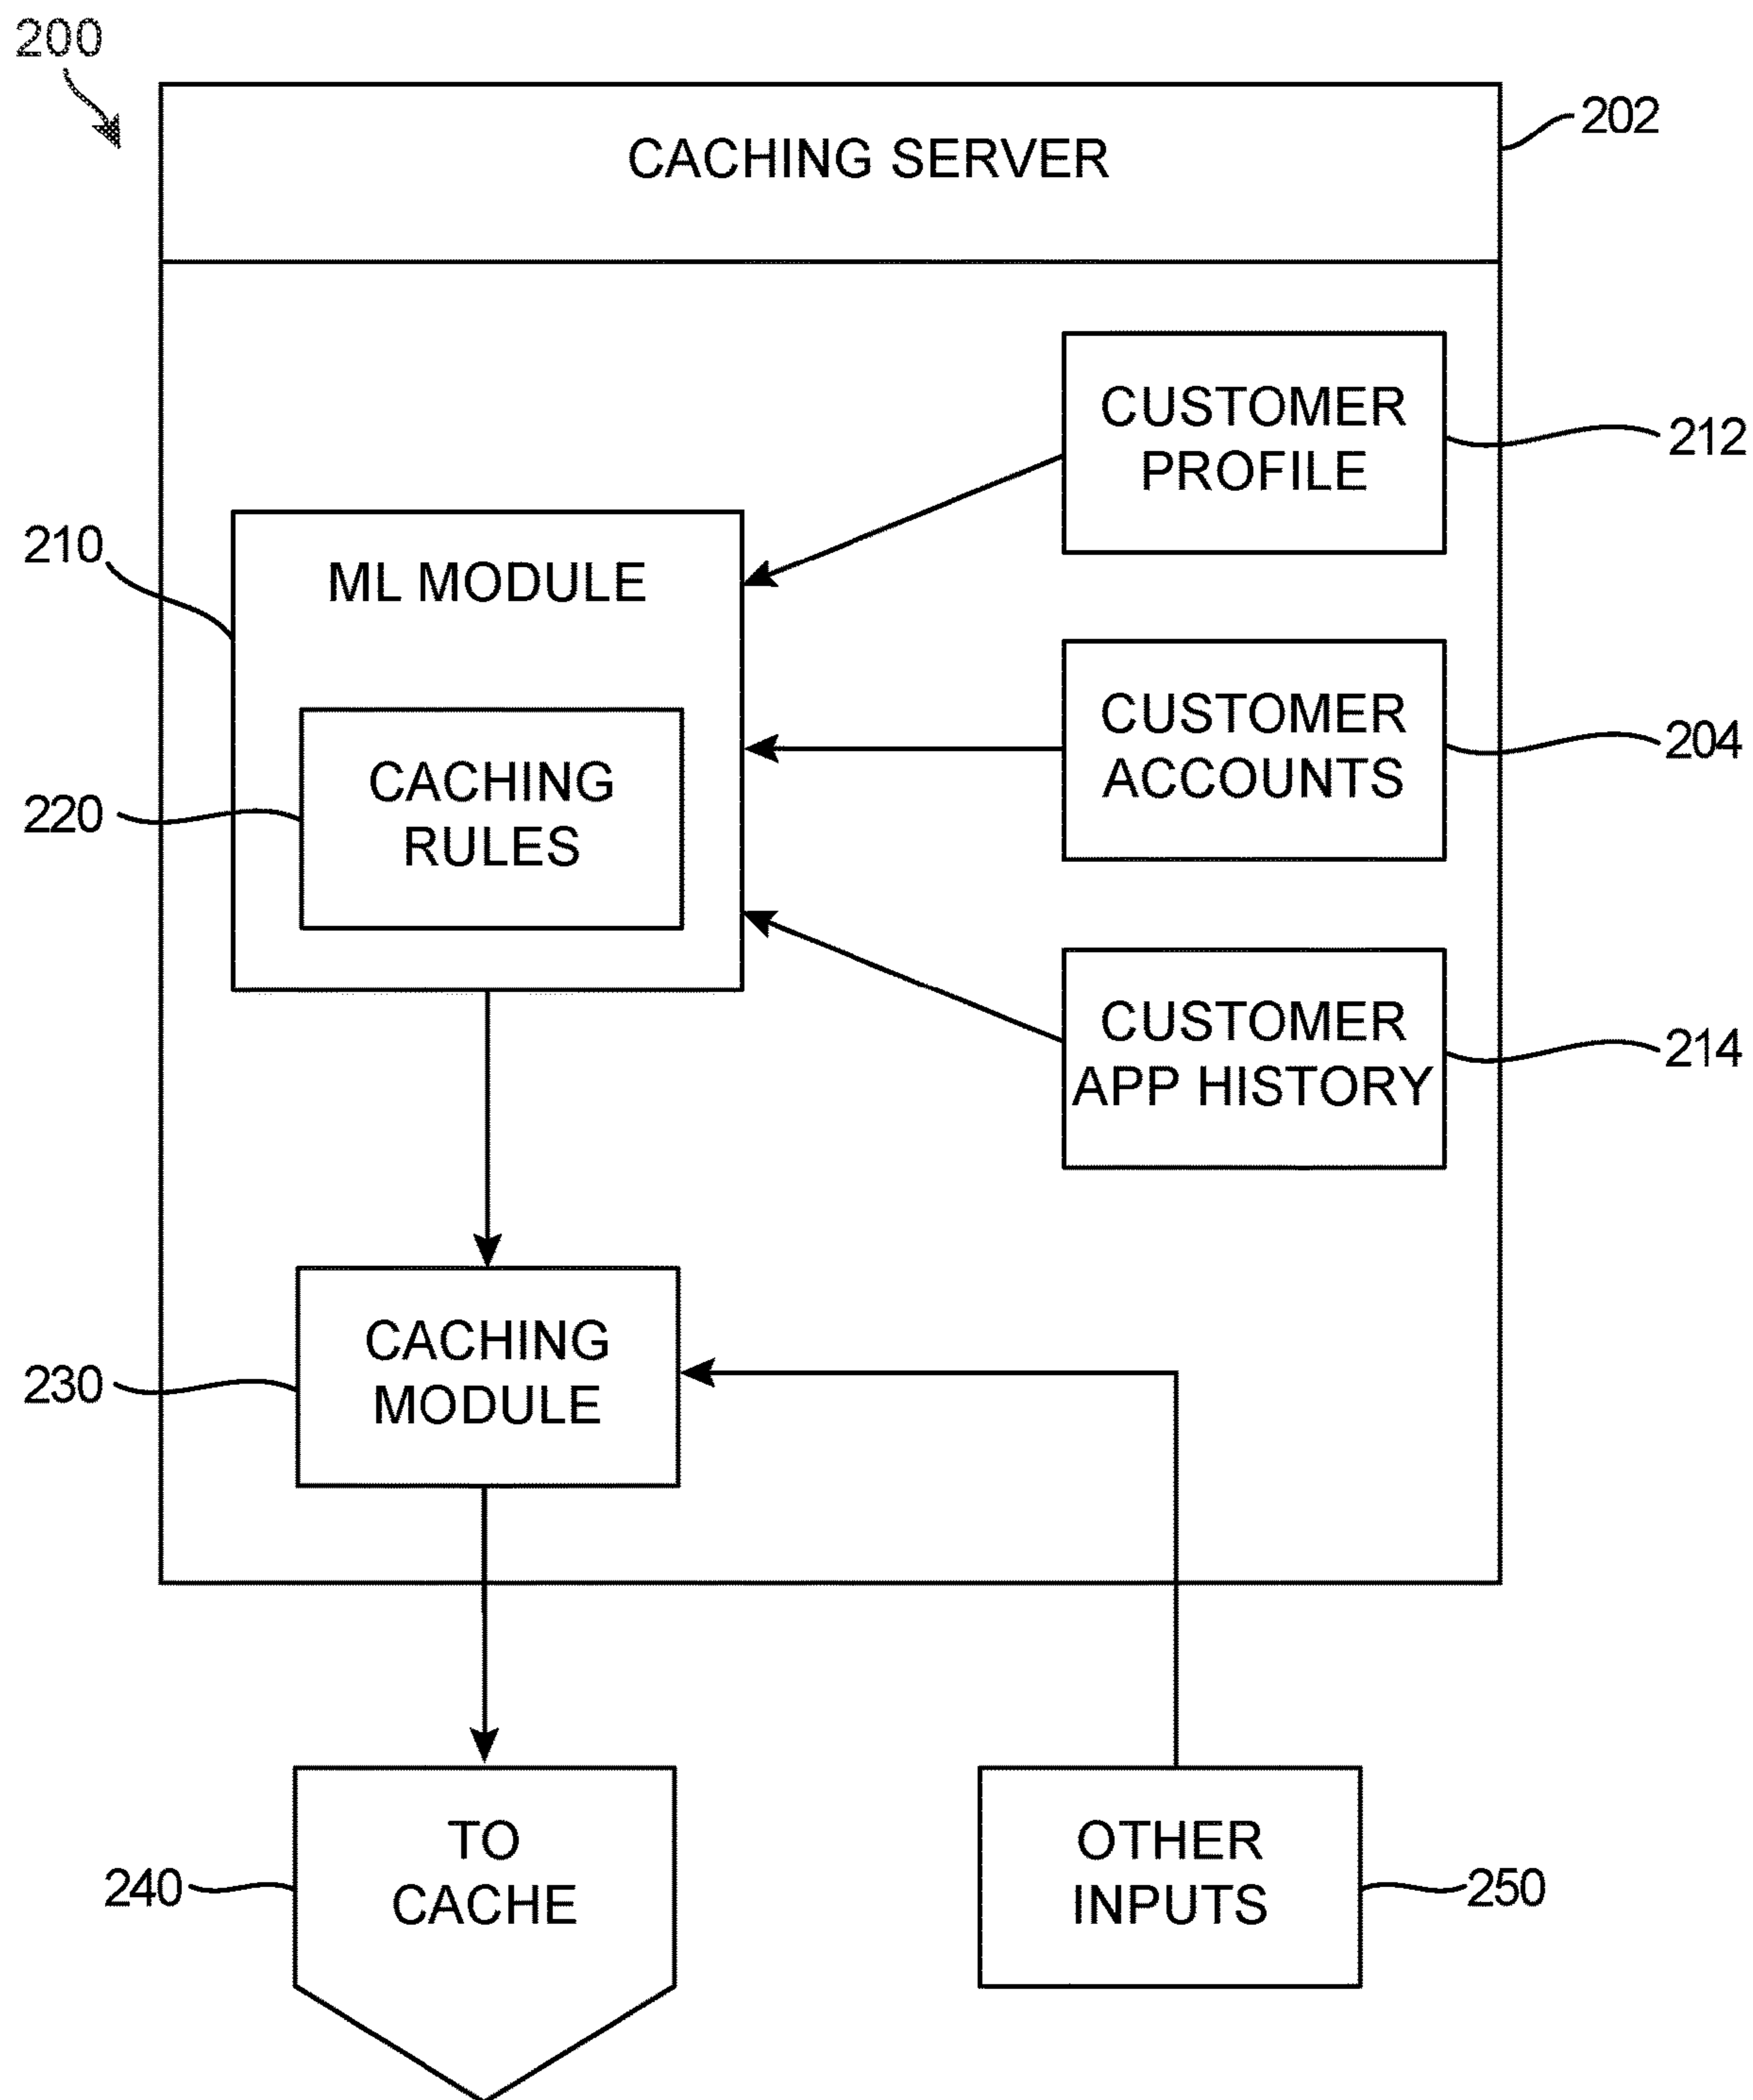 200
CACHING SERVER
202
CUSTOMER
PROFILE
212
210
ML MODULE
CUSTOMER
ACCOUNTS
204
220
CACHING
RULES
CUSTOMER
APP HISTORY
214
CACHING
MODULE
230
TO
CACHE
240
OTHER
INPUTS
250